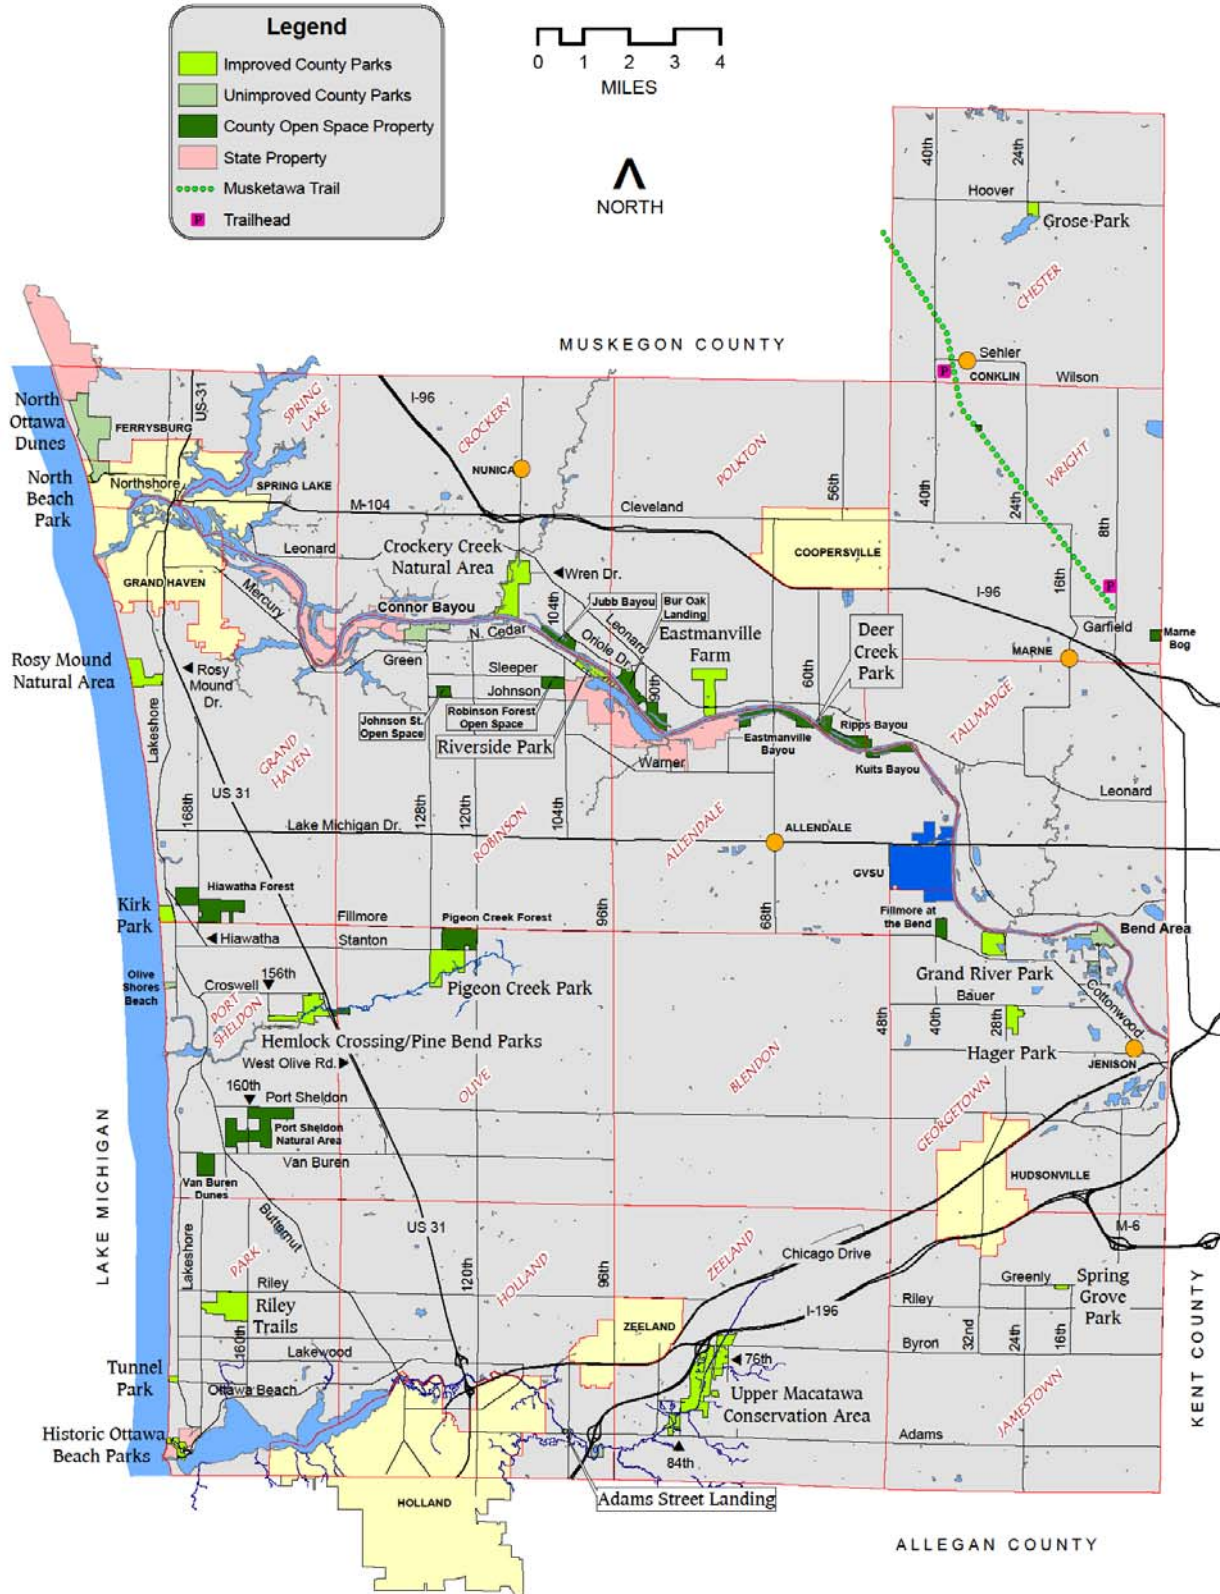 Legend
Improved County Parks
Unimproved County Parks
County Open Space Property
State Property
Musketawa Trail
P
Trailhead
0 1 2 3 4
MILES
NORTH
40th
24th
Hoover
Grose Park
CHESTER
MUSKEGON COUNTY
Sehler
P
CONKLIN
Wilson
North
Ottawa
Dunes
US-31
SPRING
LAKE
I-96
CROCKERY
FERRYSBURG
NUNICA
POLKTON
WRIGHT
North
Beach
Park
Northshore
SPRING LAKE
M-104
Cleveland
56th
40th
24th
8th
Leonard
Crockery Creek
Natural Area
COOPERSVILLE
GRAND HAVEN
Mercury
Wren Dr.
I-96
16th
P
Connor Bayou
104th
Jubb Bayou
Bur Oak
Landing
N. Cedar
Leonard
Oriole Dr.
Eastmanville
Farm
Deer
Creek
Park
Garfield
Marne
Bog
MARNE
Rosy Mound
Natural Area
Rosy
Mound
Dr.
Green
Sleeper
Johnson
90th
60th
TALLMADGE
Lakeshore
Johnson St.
Open Space
Robinson Forest
Open Space
Riverside Park
Eastmanville
Bayou
Ripps Bayou
Kuits Bayou
Warner
GRAND
HAVEN
168th
US 31
128th
120th
104th
Leonard
Lake Michigan Dr.
ROBINSON
ALLENDALE
ALLENDALE
GVSU
Hiawatha Forest
Kirk
Park
Fillmore
Pigeon Creek Forest
96th
68th
Fillmore at
the Bend
Bend Area
Hiawatha
Stanton
Olive
Shores
Beach
Croswell
156th
Pigeon Creek Park
Grand River Park
Bauer
Cottonwood
PORT
SHELDON
48th
40th
28th
Hemlock Crossing/Pine Bend Parks
Hager Park
JENISON
West Olive Rd.
160th
OLIVE
BLENDON
Port Sheldon
Port Sheldon
Natural Area
GEORGETOWN
Van Buren
Van Buren
Dunes
HUDSONVILLE
LAKE MICHIGAN
Lakeshore
Butternut
US 31
M-6
PARK
120th
HOLLAND
96th
ZEELAND
Chicago Drive
Riley
Riley
Trails
Greenly
Spring
Grove
Park
I-196
Riley
ZEELAND
160th
Lakewood
32nd
24th
16th
Byron
KENT COUNTY
Tunnel
Park
Ottawa Beach
76th
Upper Macatawa
Conservation Area
JAMESTOWN
Historic Ottawa
Beach Parks
Adams
84th
HOLLAND
Adams Street Landing
ALLEGAN COUNTY